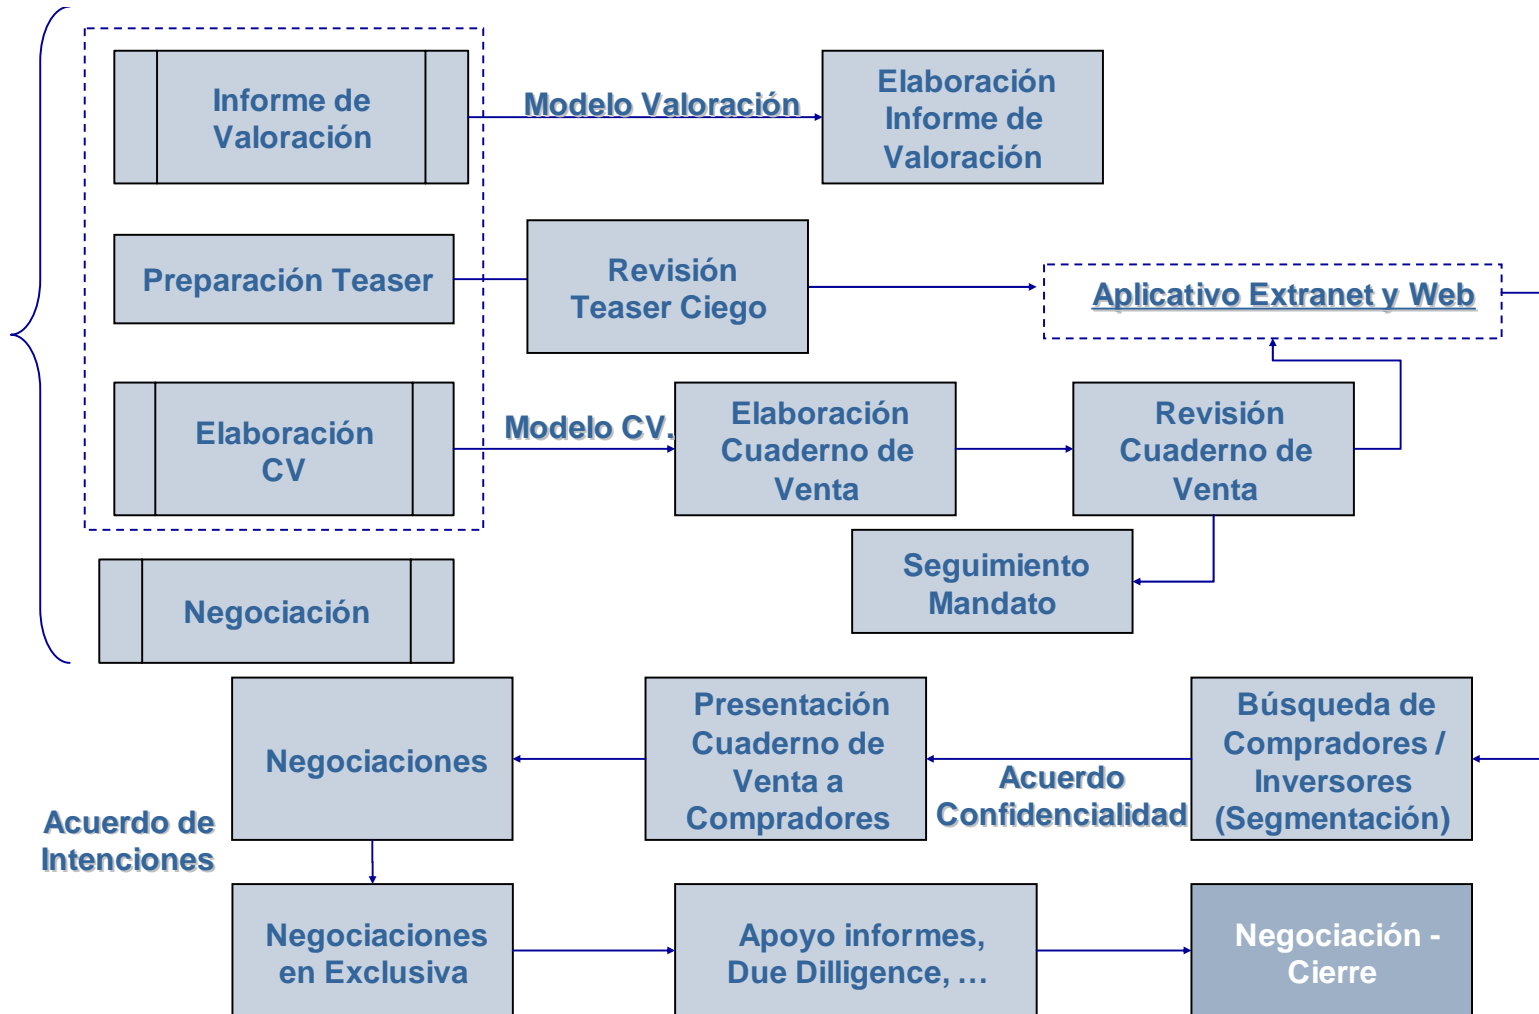 Informe de
Valoración
Modelo Valoración
Elaboración
Informe de
Valoración
Preparación Teaser
Revisión
Teaser Ciego
Aplicativo Extranet y Web
Elaboración
CV
Modelo CV.
Elaboración
Cuaderno de
Venta
Revisión
Cuaderno de
Venta
Seguimiento
Mandato
Negociación
Negociaciones
Presentación
Cuaderno de
Venta a
Compradores
Acuerdo
Confidencialidad
Búsqueda de
Compradores /
Inversores
(Segmentación)
Acuerdo de
Intenciones
Negociaciones
en Exclusiva
Apoyo informes,
Due Dilligence, …
Negociación -
Cierre